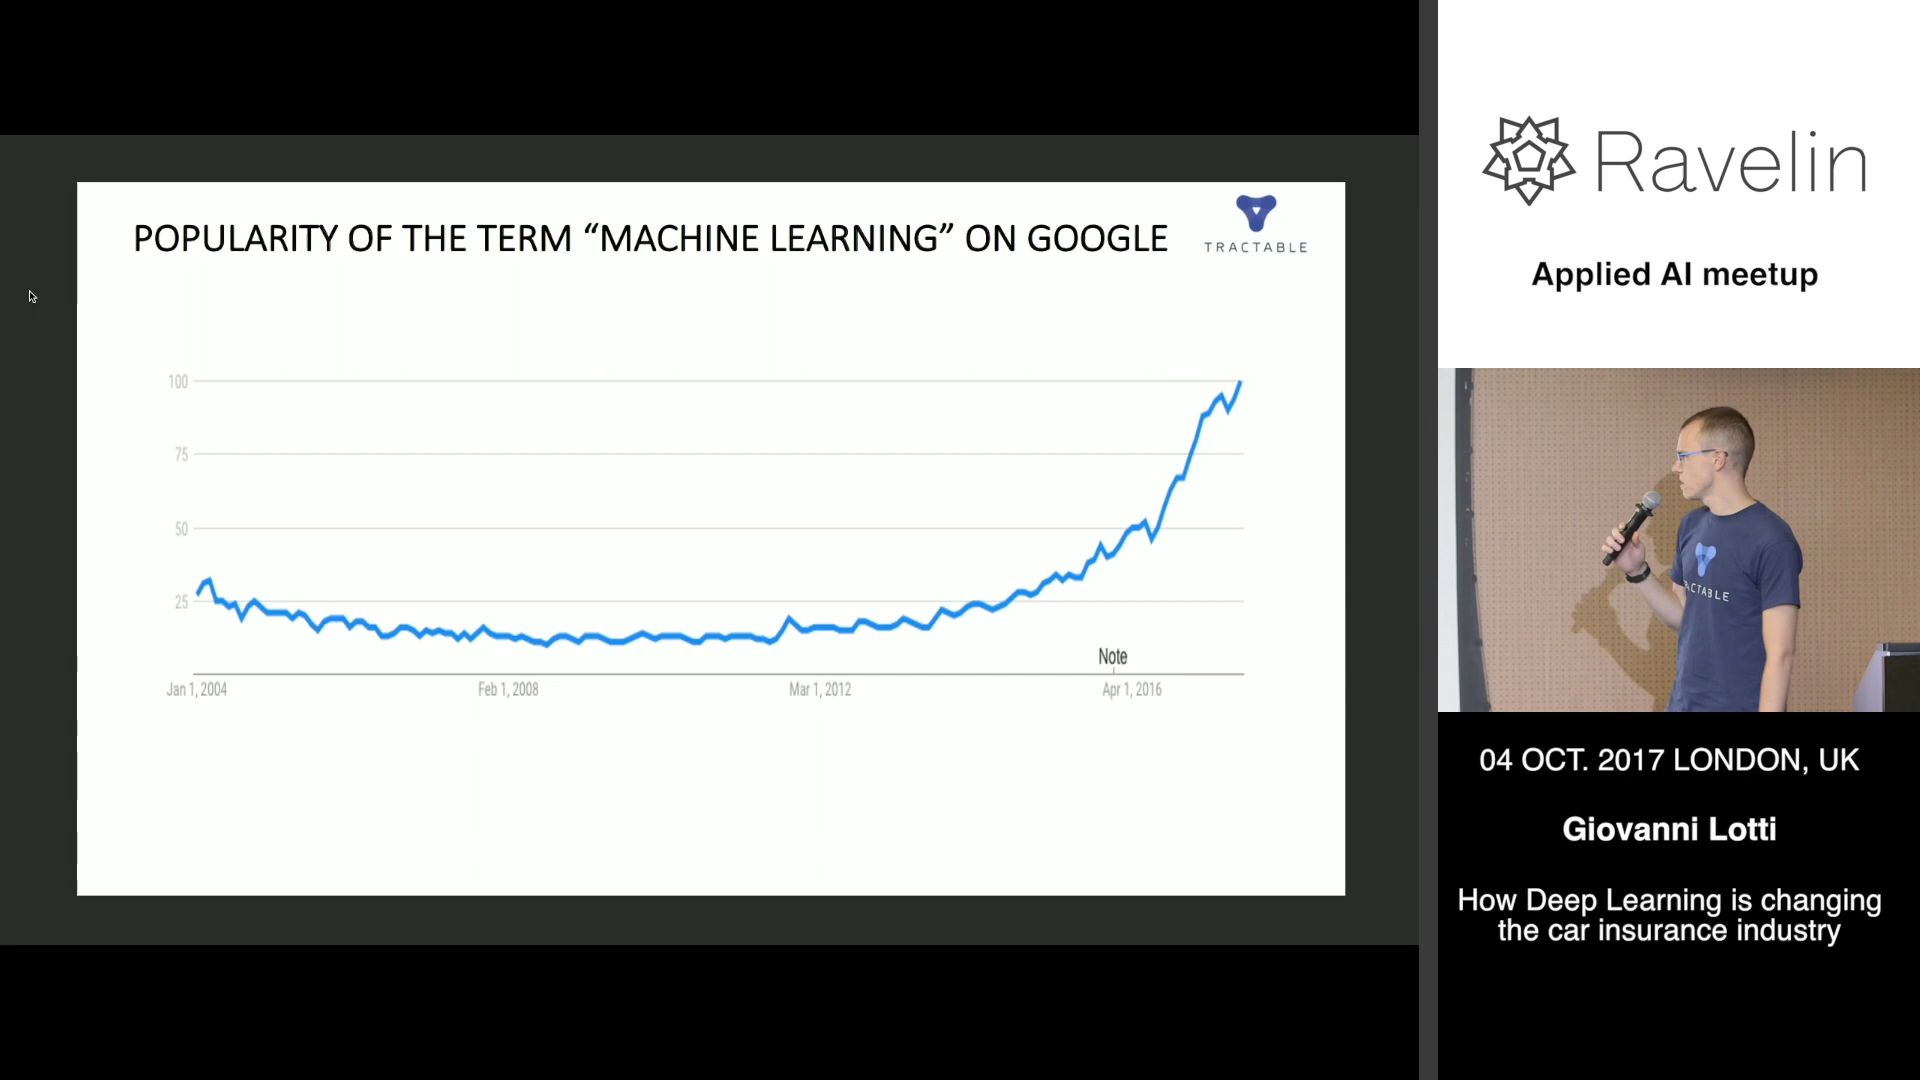 POPULARITY OF THE TERM “MACHINE LEARNING” ON GOOGLE
TRACTABLE
100
75
50
25
Note
Jan 1, 2004
Feb 1, 2008
Mar 1, 2012
Apr 1, 2016
Ravelin
Applied AI meetup
TRACTABLE
04 OCT. 2017 LONDON, UK
Giovanni Lotti
How Deep Learning is changing
the car insurance industry